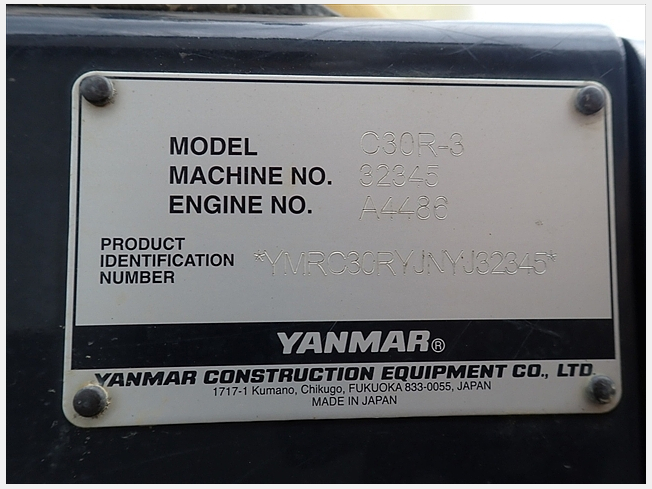 MODEL C30R-3
MACHINE NO. 32345
ENGINE NO. A4486
PRODUCT
IDENTIFICATION
NUMBER *YMRC30RYJNYJ32345*
YANMAR®
YANMAR CONSTRUCTION EQUIPMENT CO., LTD.
1717-1 Kumano, Chikugo, FUKUOKA 833-0055, JAPAN
MADE IN JAPAN